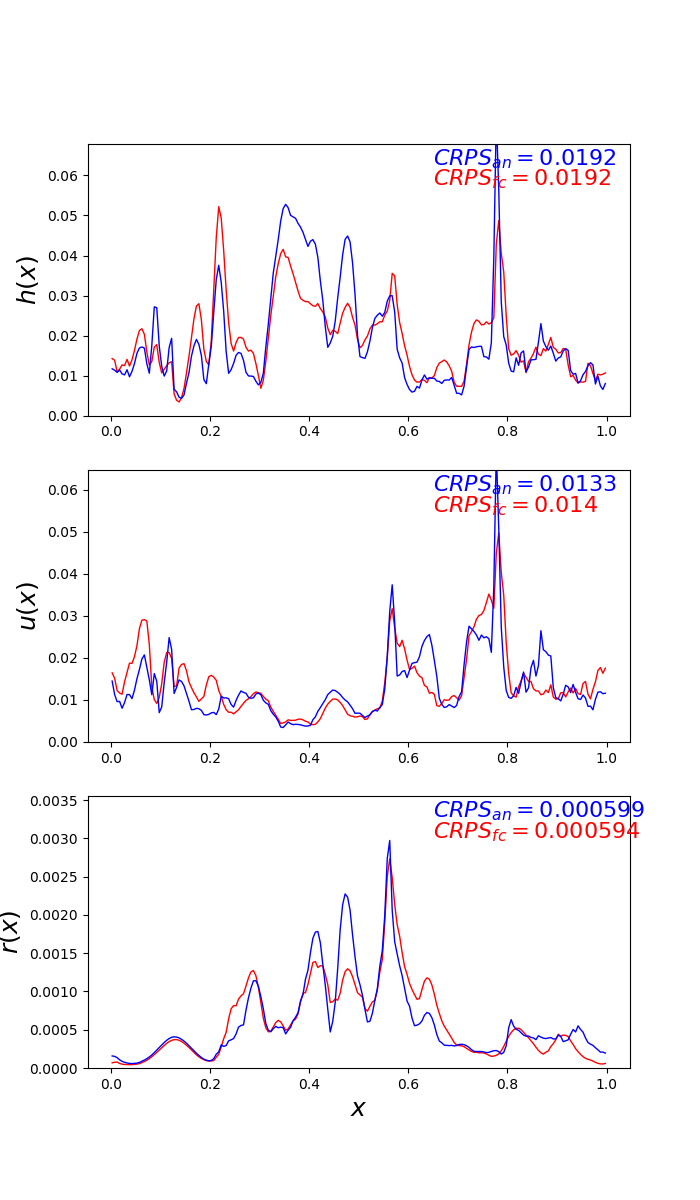 CRPS_an = 0.0192
CRPS_fc = 0.0192
0.06
0.05
0.04
0.03
0.02
0.01
0.00
h(x)
0.0 0.2 0.4 0.6 0.8 1.0
CRPS_an = 0.0133
CRPS_fc = 0.014
0.06
0.05
0.04
0.03
0.02
0.01
0.00
u(x)
0.0 0.2 0.4 0.6 0.8 1.0
CRPS_an = 0.000599
CRPS_fc = 0.000594
0.0035
0.0030
0.0025
0.0020
0.0015
0.0010
0.0005
0.0000
r(x)
0.0 0.2 0.4 0.6 0.8 1.0
x